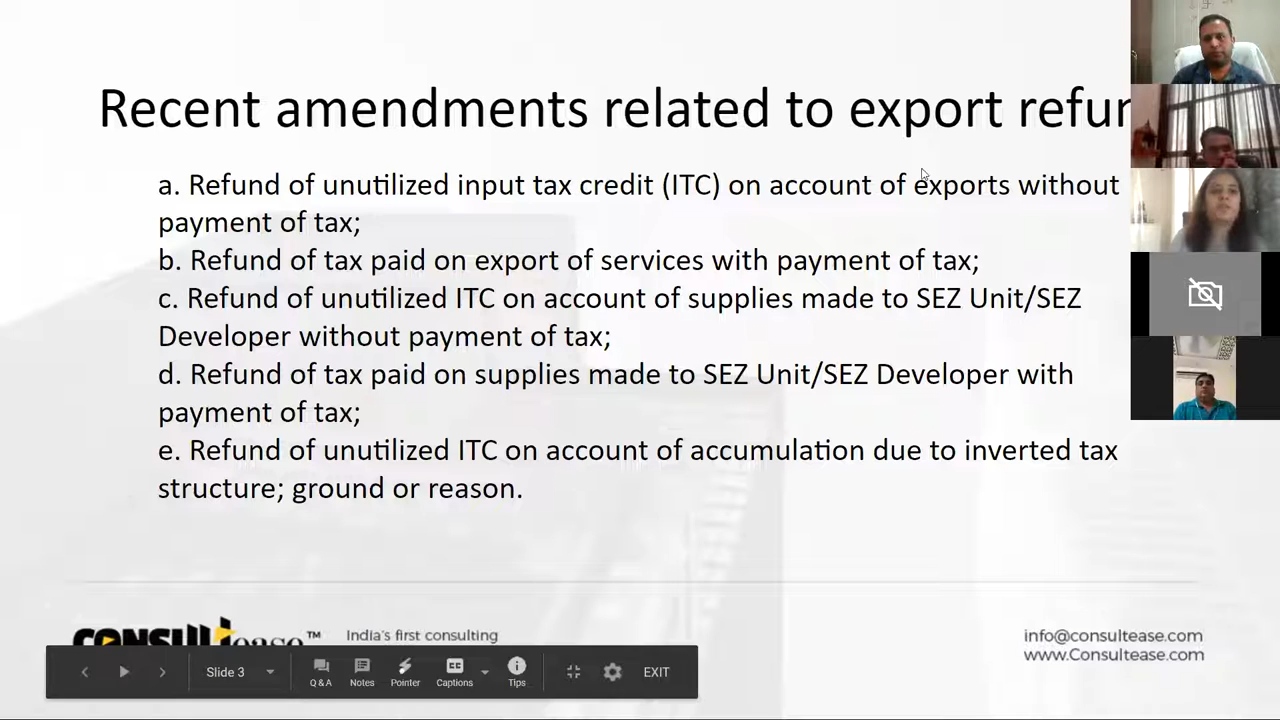 Recent amendments related to export refun
a. Refund of unutilized input tax credit (ITC) on account of exports without
payment of tax;
b. Refund of tax paid on export of services with payment of tax;
c. Refund of unutilized ITC on account of supplies made to SEZ Unit/SEZ
Developer without payment of tax;
d. Refund of tax paid on supplies made to SEZ Unit/SEZ Developer with
payment of tax;
e. Refund of unutilized ITC on account of accumulation due to inverted tax
structure; ground or reason.
CONSULTease™ India's first consulting
info@consultease.com
www.Consultease.com
Slide 3
Q & A Notes Pointer Captions Tips EXIT